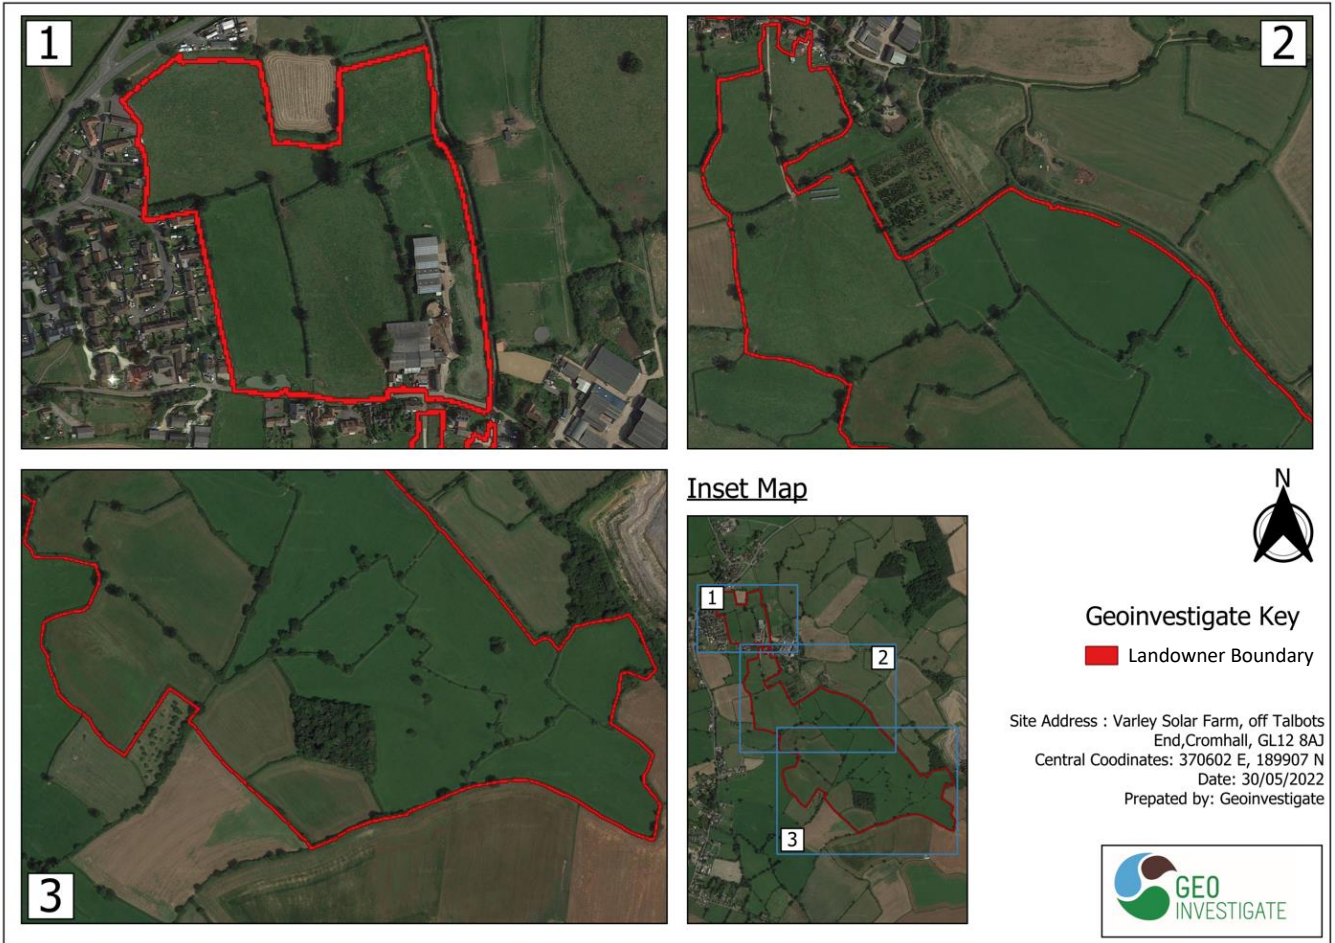 1
2
3
Inset Map
1
2
3
N
Geoinvestigate Key
Landowner Boundary
Site Address : Varley Solar Farm, off Talbots
End,Cromhall, GL12 8AJ
Central Coodinates: 370602 E, 189907 N
Date: 30/05/2022
Prepated by: Geoinvestigate
GEO
INVESTIGATE